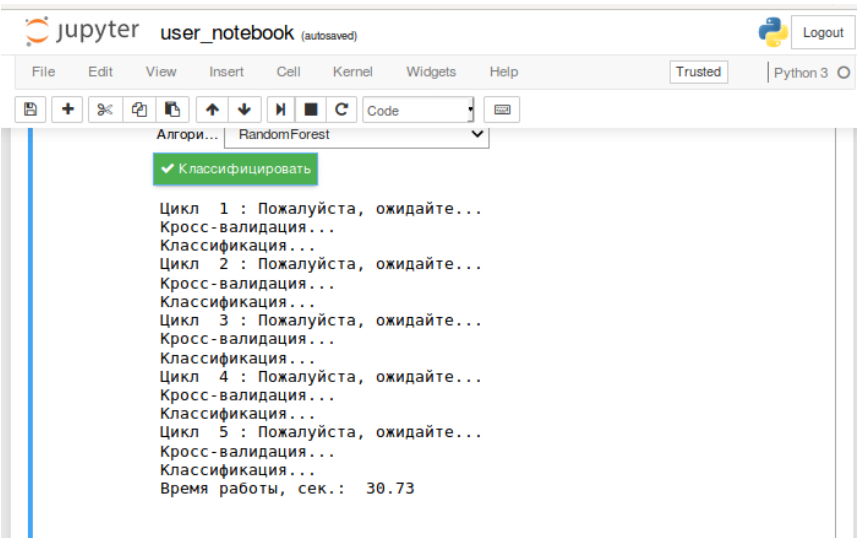 jupyter user_notebook (autosaved) Logout
File Edit View Insert Cell Kernel Widgets Help Trusted Python 3
Code
Алгори... RandomForest
Классифицировать
Цикл 1 : Пожалуйста, ожидайте...
Кросс-валидация...
Классификация...
Цикл 2 : Пожалуйста, ожидайте...
Кросс-валидация...
Классификация...
Цикл 3 : Пожалуйста, ожидайте...
Кросс-валидация...
Классификация...
Цикл 4 : Пожалуйста, ожидайте...
Кросс-валидация...
Классификация...
Цикл 5 : Пожалуйста, ожидайте...
Кросс-валидация...
Классификация...
Время работы, сек.: 30.73